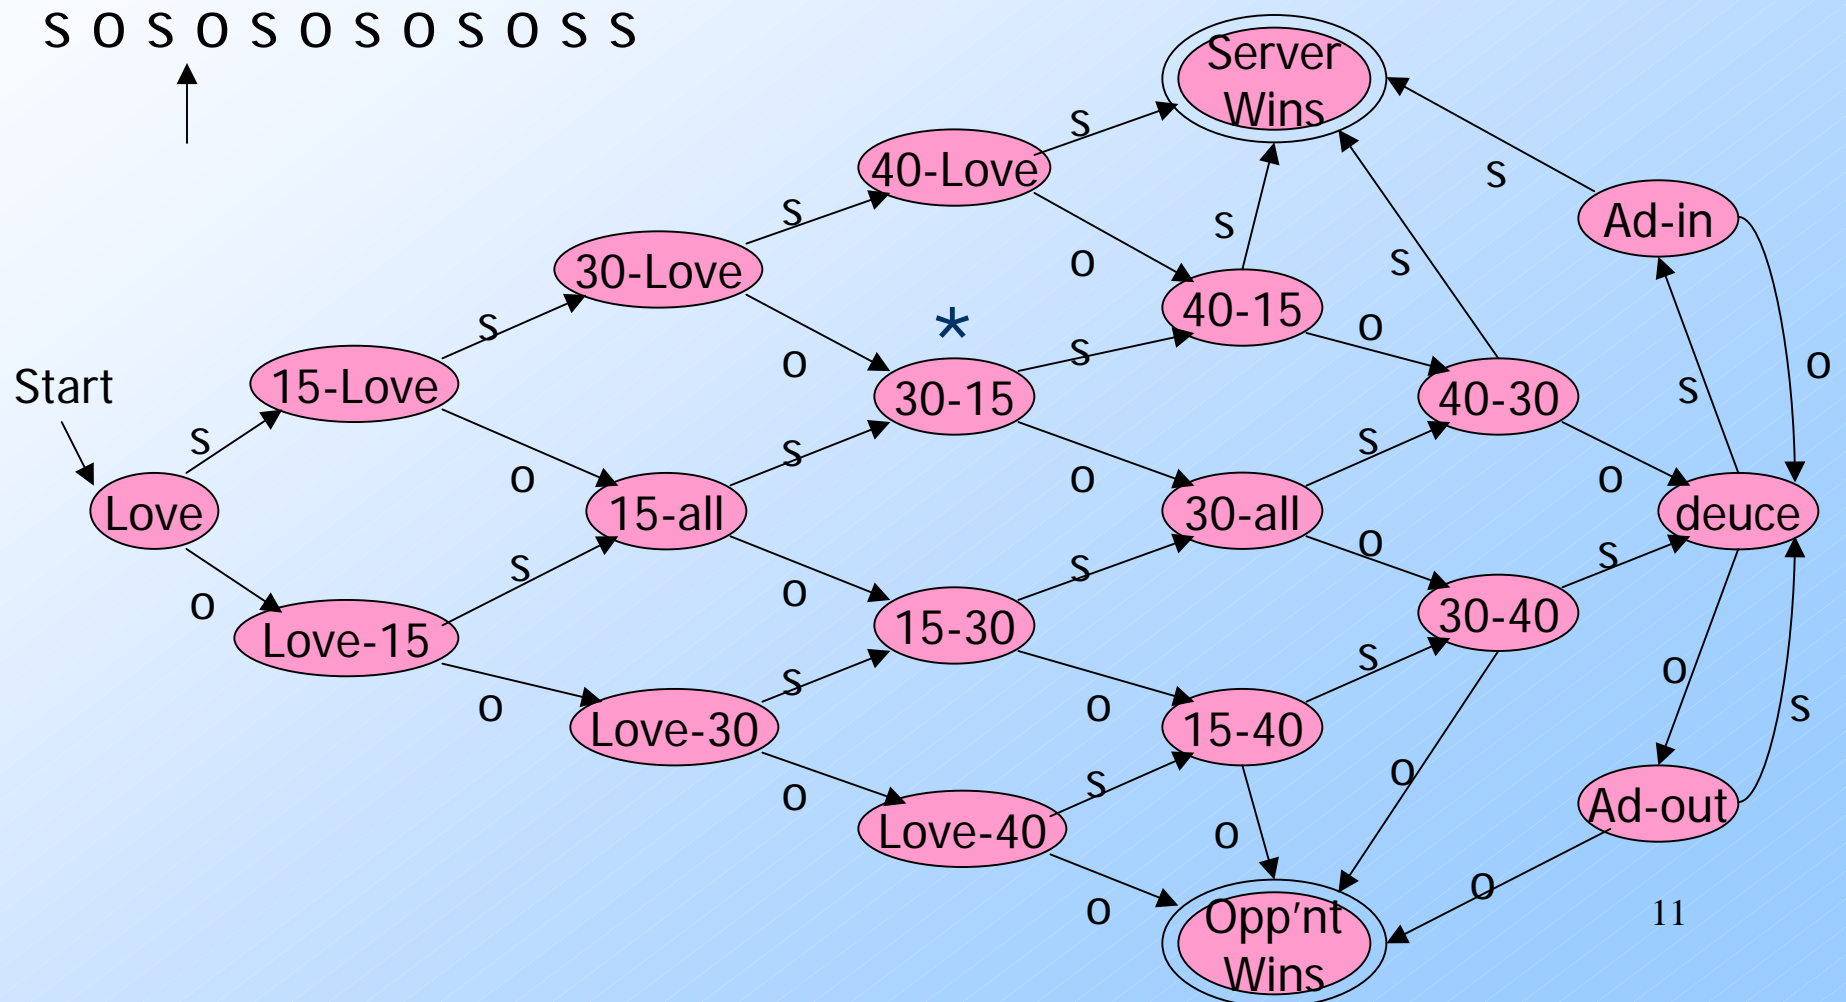 s o s o s o s o s o s s
Server
Wins
s
40-Love
s
s
Ad-in
s
s
o
30-Love
40-15
*
s
o
s
o
s
o
Start
15-Love
30-15
40-30
s
s
s
s
o
o
o
Love
15-all
30-all
deuce
s
s
o
s
o
o
Love-15
15-30
30-40
s
s
o
o
o
s
Love-30
15-40
s
o
o
Ad-out
Love-40
o
o
o
Opp'nt
Wins
11